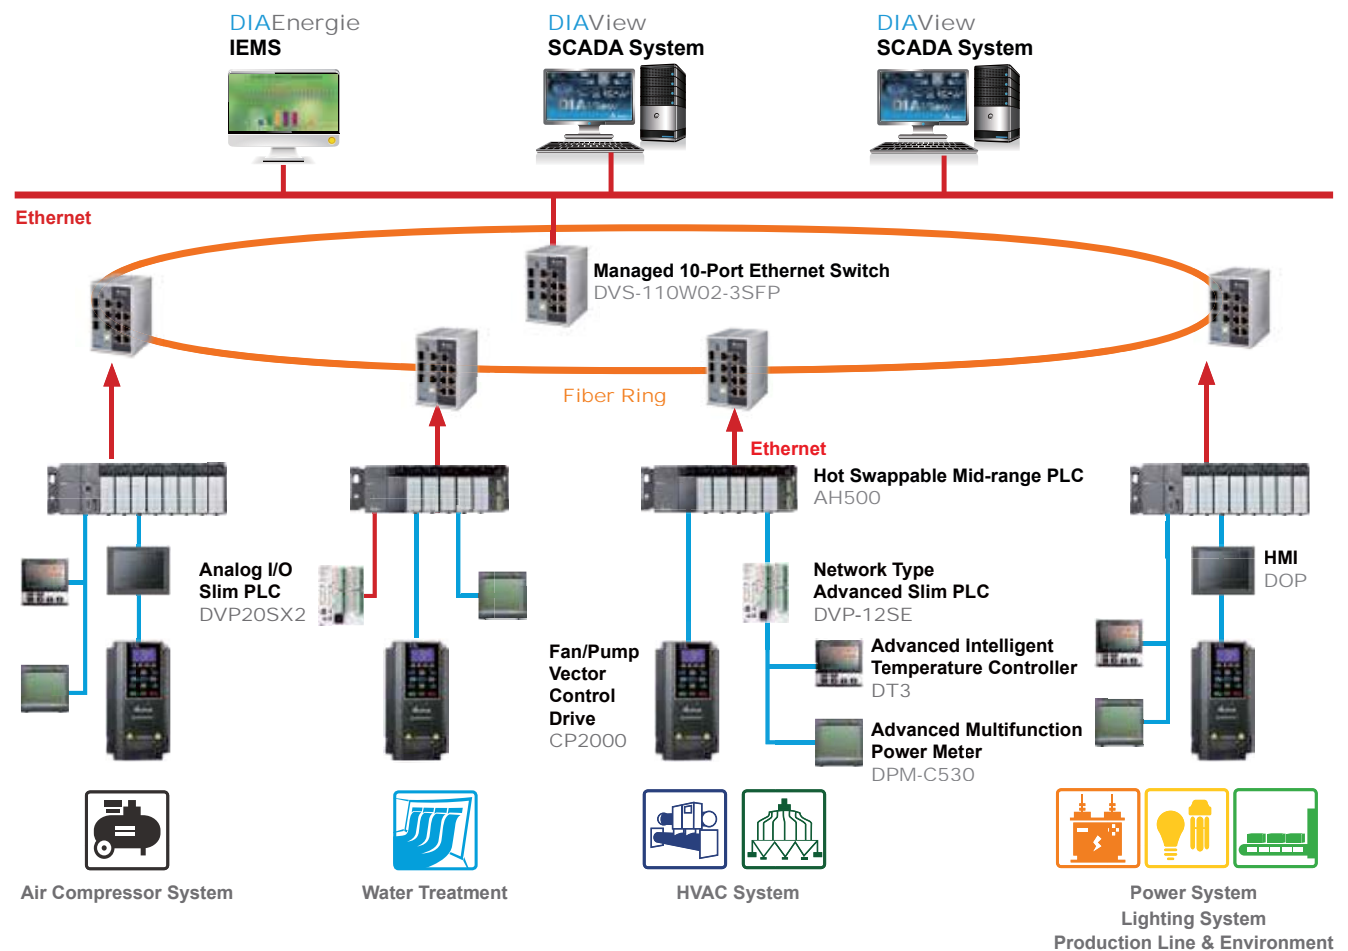 DIAEnergie
IEMS
DIAView
SCADA System
DIAView
SCADA System
DIAView
Ethernet
Managed 10-Port Ethernet Switch
DVS-110W02-3SFP
Fiber Ring
Ethernet
Hot Swappable Mid-range PLC
AH500
Analog I/O
Slim PLC
DVP20SX2
Network Type
Advanced Slim PLC
DVP-12SE
HMI
DOP
Fan/Pump
Vector
Control
Drive
CP2000
Advanced Intelligent
Temperature Controller
DT3
Advanced Multifunction
Power Meter
DPM-C530
Air Compressor System
Water Treatment
HVAC System
Power System
Lighting System
Production Line & Environment